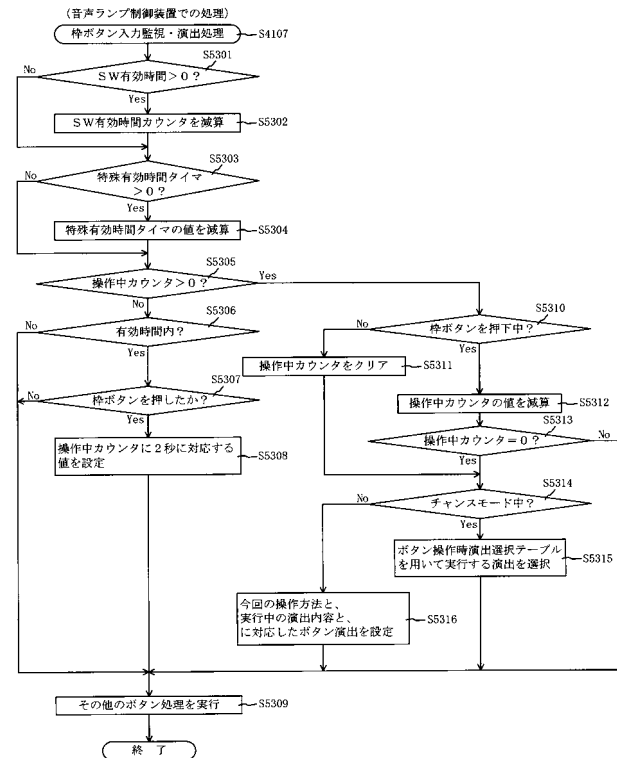 （音声ランプ制御装置での処理）
枠ボタン入力監視・演出処理
S4107
S5301
ＳＷ有効時間＞０？
No
Yes
ＳＷ有効時間カウンタを減算
S5302
S5303
特殊有効時間タイマ
＞０？
No
Yes
特殊有効時間タイマの値を減算
S5304
S5305
操作中カウンタ＞０？
Yes
No
S5306
有効時間内？
No
Yes
S5307
枠ボタンを押したか？
No
Yes
操作中カウンタに２秒に対応する
値を設定
S5308
S5310
枠ボタンを押下中？
No
Yes
操作中カウンタをクリア
S5311
操作中カウンタの値を減算
S5312
S5313
操作中カウンタ＝０？
No
Yes
S5314
チャンスモード中？
No
Yes
ボタン操作時演出選択テーブル
を用いて実行する演出を選択
S5315
今回の操作方法と、
実行中の演出内容と、
に対応したボタン演出を設定
S5316
その他のボタン処理を実行
S5309
終 了